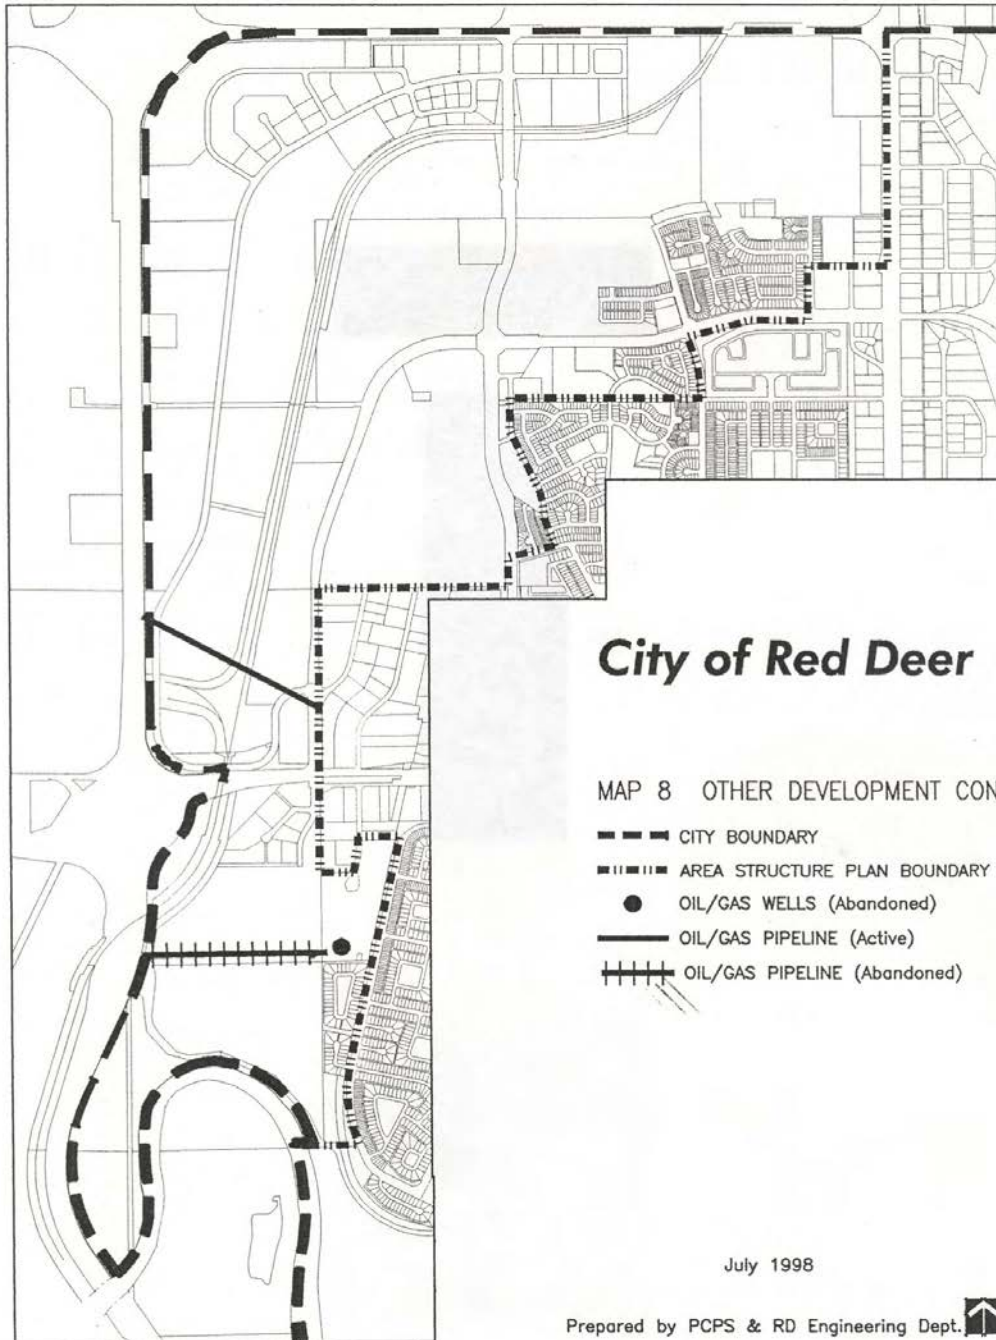 City of Red Deer
MAP 8 OTHER DEVELOPMENT CON
CITY BOUNDARY
AREA STRUCTURE PLAN BOUNDARY
OIL/GAS WELLS (Abandoned)
OIL/GAS PIPELINE (Active)
OIL/GAS PIPELINE (Abandoned)
July 1998
Prepared by PCPS & RD Engineering Dept.